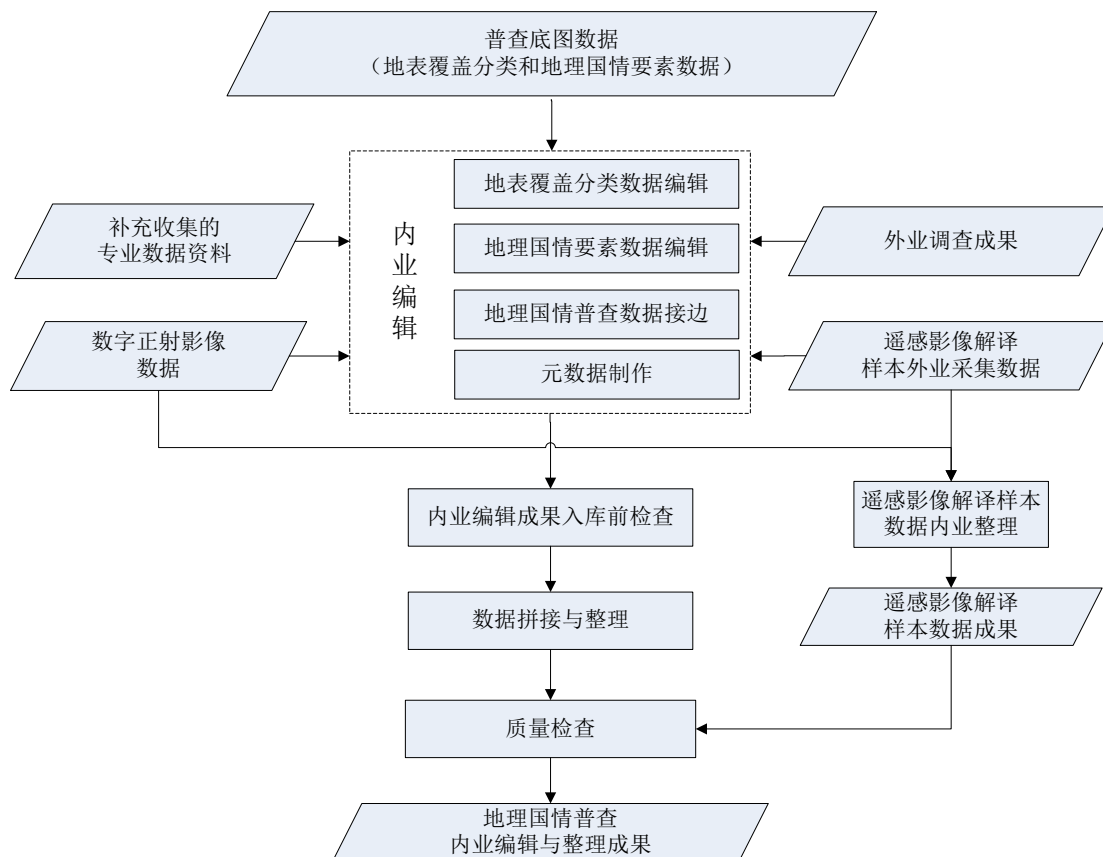 普查底图数据
（地表覆盖分类和地理国情要素数据）
内业编辑
地表覆盖分类数据编辑
地理国情要素数据编辑
地理国情普查数据接边
元数据制作
补充收集的
专业数据资料
外业调查成果
数字正射影像
数据
遥感影像解译
样本外业采集数据
内业编辑成果入库前检查
遥感影像解译样本
数据内业整理
数据拼接与整理
遥感影像解译
样本数据成果
质量检查
地理国情普查
内业编辑与整理成果